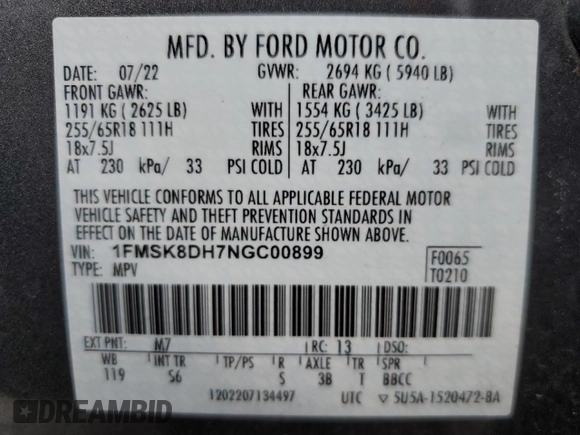 MFD. BY FORD MOTOR CO.
DATE: 07/22 GVWR: 2694 KG ( 5940 LB)
FRONT GAWR: REAR GAWR:
1191 KG ( 2625 LB) WITH 1554 KG ( 3425 LB) WITH
255/65R18 111H TIRES 255/65R18 111H TIRES
18x7.5J RIMS 18x7.5J RIMS
AT 230 kPa/ 33 PSI COLD AT 230 kPa/ 33 PSI COLD
THIS VEHICLE CONFORMS TO ALL APPLICABLE FEDERAL MOTOR
VEHICLE SAFETY AND THEFT PREVENTION STANDARDS IN
EFFECT ON THE DATE OF MANUFACTURE SHOWN ABOVE.
VIN: 1FMSK8DH7NGC00899 F0065
TYPE: MPV T0210
EXT PNT: M7 RC: 13 DSO:
WB INT TR TP/PS R AXLE TR SPR
119 S6 S 3B T BBCC
1202207134497 UTC ▽ 5U5A-1520472-BA
DREAMBID